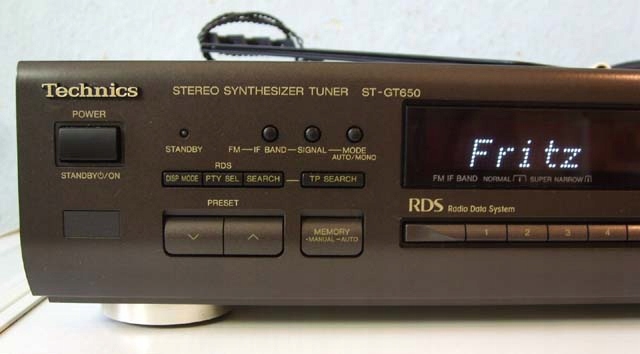 Technics
STEREO SYNTHESIZER TUNER ST-GT650
POWER
STANDBY⏻/ON
STANDBY
FM IF BAND SIGNAL MODE
AUTO/MONO
RDS
DISP MODE PTY SEL SEARCH TP SEARCH
PRESET
MEMORY
-MANUAL -AUTO
Fritz
FM IF BAND NORMAL SUPER NARROW
RDS Radio Data System
1 2 3 4